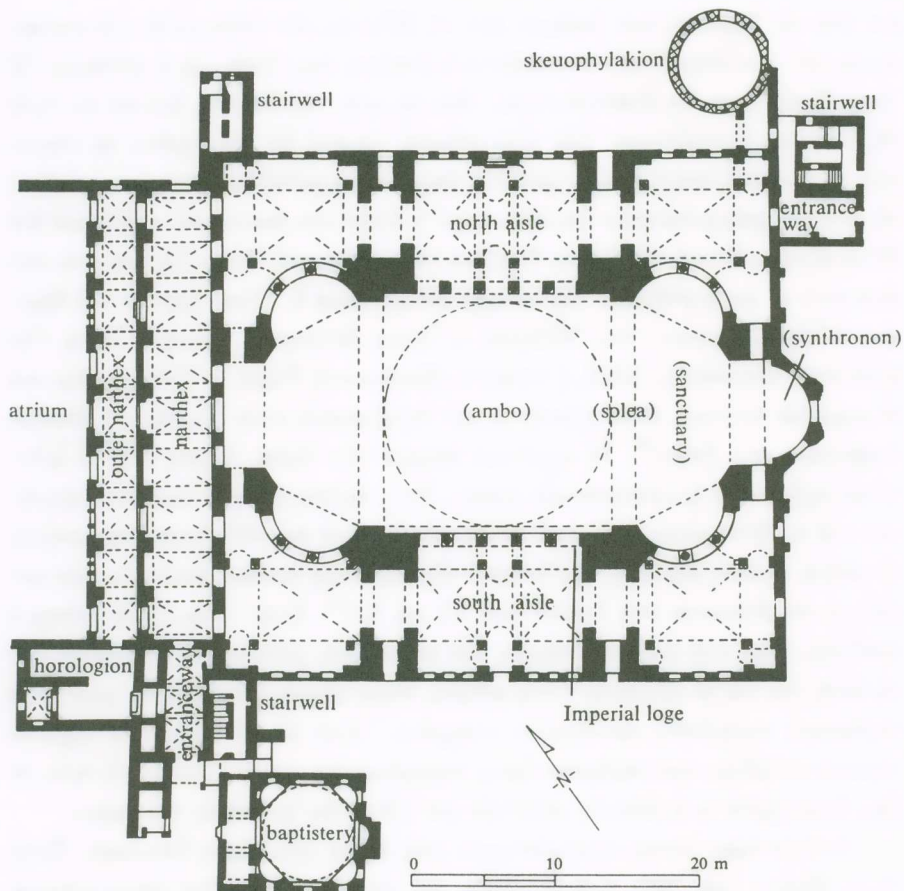 skeuophylakion
stairwell
stairwell
entrance
way
north aisle
(synthronon)
atrium
outer narthex
narthex
(ambo)
(solea)
(sanctuary)
south aisle
horologion
entranceway
stairwell
Imperial loge
N
baptistery
0 10 20 m